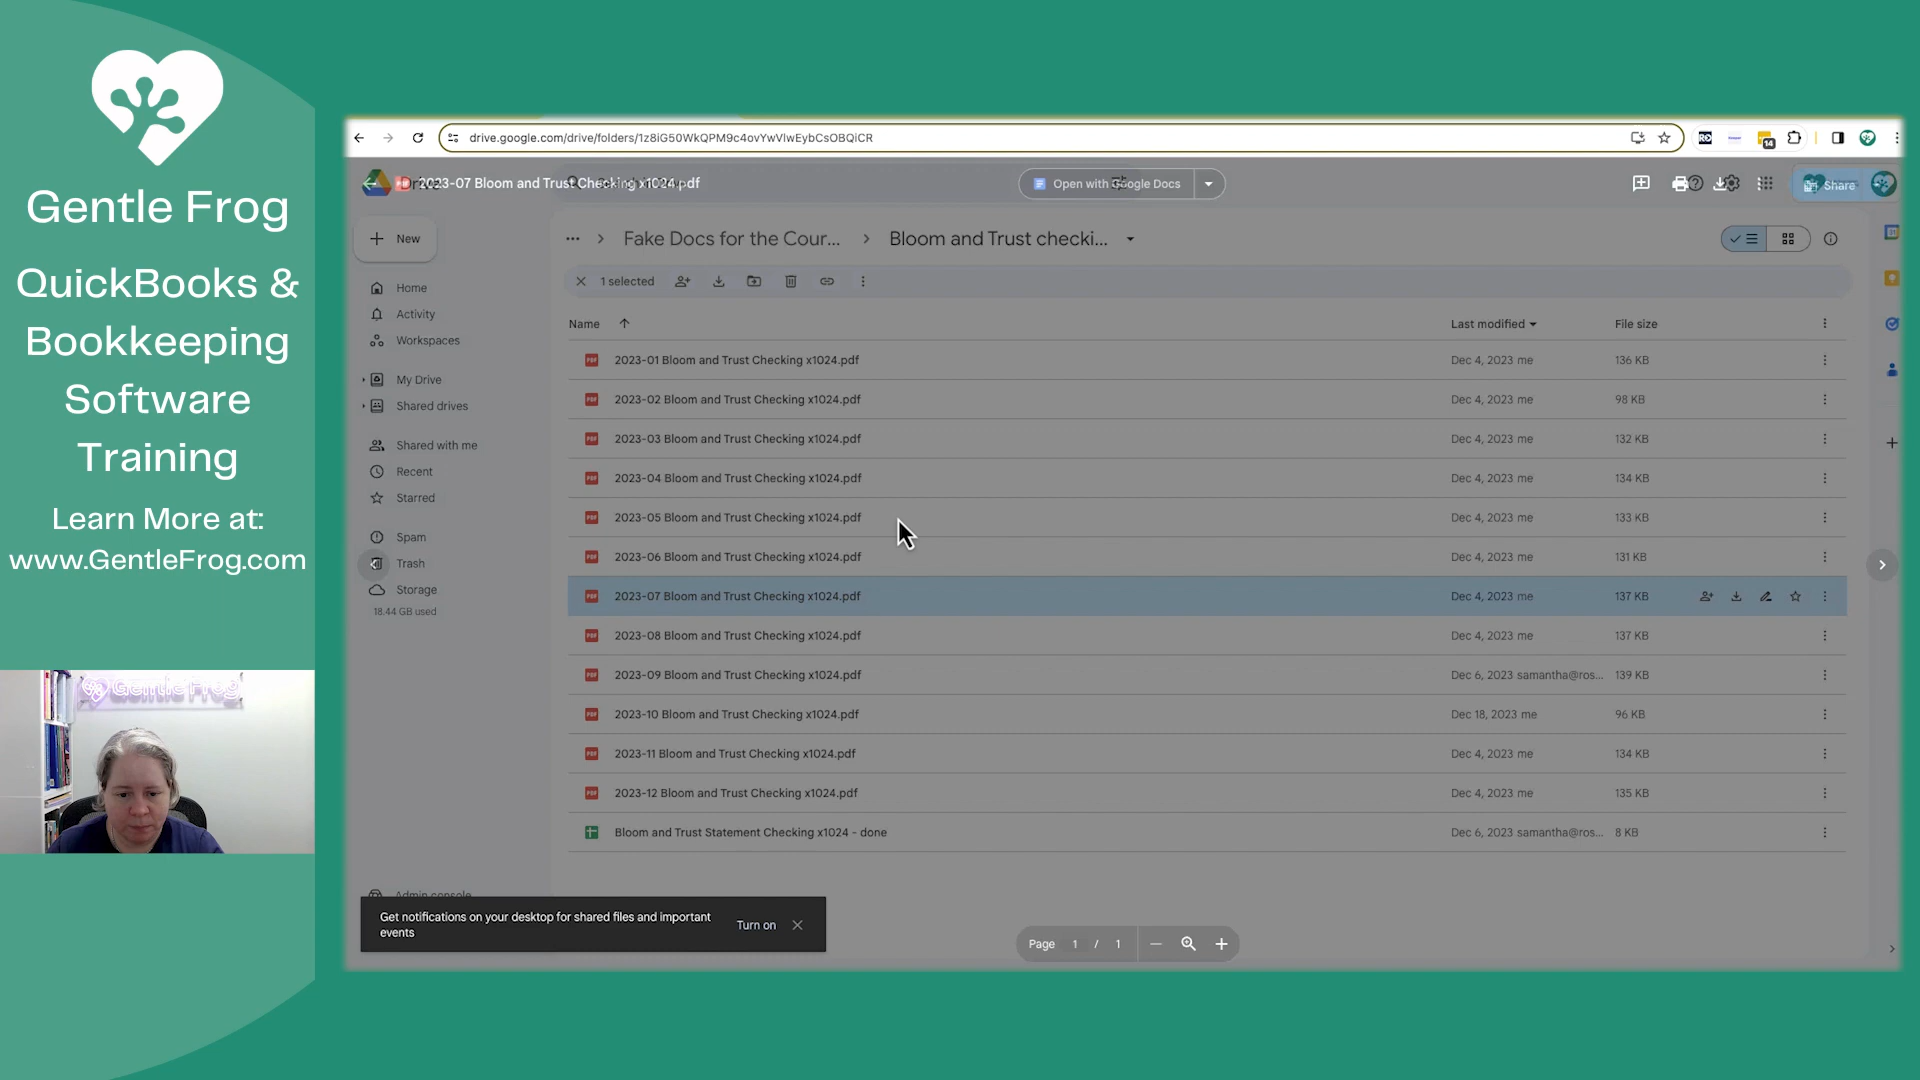 Gentle Frog
QuickBooks &
Bookkeeping
Software
Training
Learn More at:
www.GentleFrog.com
Gentle Frog
drive.google.com/drive/folders/1z8iG50WkQPM9c4ovYwVlwEybCsOBQiCR
14
2023-07 Bloom and Trust Checking x1024.pdf
Open with Google Docs
Share
New
Fake Docs for the Cour...
Bloom and Trust checki...
1 selected
Home
Activity
Workspaces
My Drive
Shared drives
Shared with me
Recent
Starred
Spam
Trash
Storage
18.44 GB used
Admin console
Name Last modified File size
2023-01 Bloom and Trust Checking x1024.pdf Dec 4, 2023 me 136 KB
2023-02 Bloom and Trust Checking x1024.pdf Dec 4, 2023 me 98 KB
2023-03 Bloom and Trust Checking x1024.pdf Dec 4, 2023 me 132 KB
2023-04 Bloom and Trust Checking x1024.pdf Dec 4, 2023 me 134 KB
2023-05 Bloom and Trust Checking x1024.pdf Dec 4, 2023 me 133 KB
2023-06 Bloom and Trust Checking x1024.pdf Dec 4, 2023 me 131 KB
2023-07 Bloom and Trust Checking x1024.pdf Dec 4, 2023 me 137 KB
2023-08 Bloom and Trust Checking x1024.pdf Dec 4, 2023 me 137 KB
2023-09 Bloom and Trust Checking x1024.pdf Dec 6, 2023 samantha@ros... 139 KB
2023-10 Bloom and Trust Checking x1024.pdf Dec 18, 2023 me 96 KB
2023-11 Bloom and Trust Checking x1024.pdf Dec 4, 2023 me 134 KB
2023-12 Bloom and Trust Checking x1024.pdf Dec 4, 2023 me 135 KB
Bloom and Trust Statement Checking x1024 - done Dec 6, 2023 samantha@ros... 8 KB
Get notifications on your desktop for shared files and important
events
Turn on
Page 1 / 1